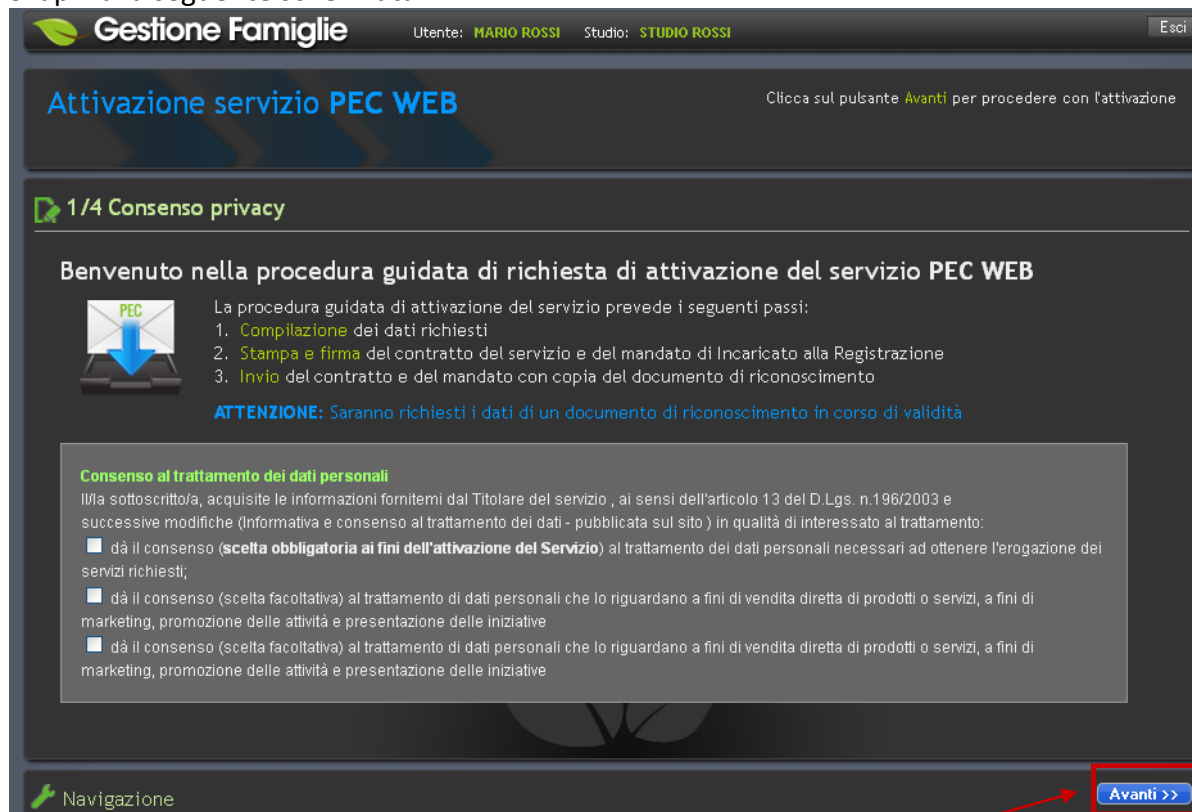 Gestione Famiglie Utente: MARIO ROSSI Studio: STUDIO ROSSI Esci
Attivazione servizio PEC WEB Clicca sul pulsante Avanti per procedere con l'attivazione
1/4 Consenso privacy
Benvenuto nella procedura guidata di richiesta di attivazione del servizio PEC WEB
PEC
La procedura guidata di attivazione del servizio prevede i seguenti passi:
1. Compilazione dei dati richiesti
2. Stampa e firma del contratto del servizio e del mandato di Incaricato alla Registrazione
3. Invio del contratto e del mandato con copia del documento di riconoscimento
ATTENZIONE: Saranno richiesti i dati di un documento di riconoscimento in corso di validità
Consenso al trattamento dei dati personali
Il/la sottoscritto/a, acquisite le informazioni fornitemi dal Titolare del servizio , ai sensi dell'articolo 13 del D.Lgs. n.196/2003 e
successive modifiche (Informativa e consenso al trattamento dei dati - pubblicata sul sito ) in qualità di interessato al trattamento:
dà il consenso (scelta obbligatoria ai fini dell'attivazione del Servizio) al trattamento dei dati personali necessari ad ottenere l'erogazione dei
servizi richiesti;
dà il consenso (scelta facoltativa) al trattamento di dati personali che lo riguardano a fini di vendita diretta di prodotti o servizi, a fini di
marketing, promozione delle attività e presentazione delle iniziative
dà il consenso (scelta facoltativa) al trattamento di dati personali che lo riguardano a fini di vendita diretta di prodotti o servizi, a fini di
marketing, promozione delle attività e presentazione delle iniziative
Navigazione Avanti >>